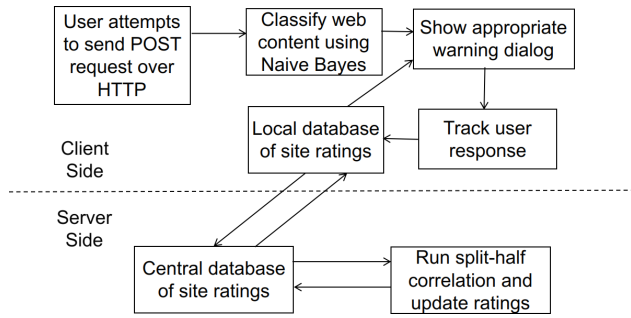 User attempts
to send POST
request over
HTTP
Classify web
content using
Naive Bayes
Show appropriate
warning dialog
Local database
of site ratings
Track user
response
Client
Side
Server
Side
Central database
of site ratings
Run split-half
correlation and
update ratings